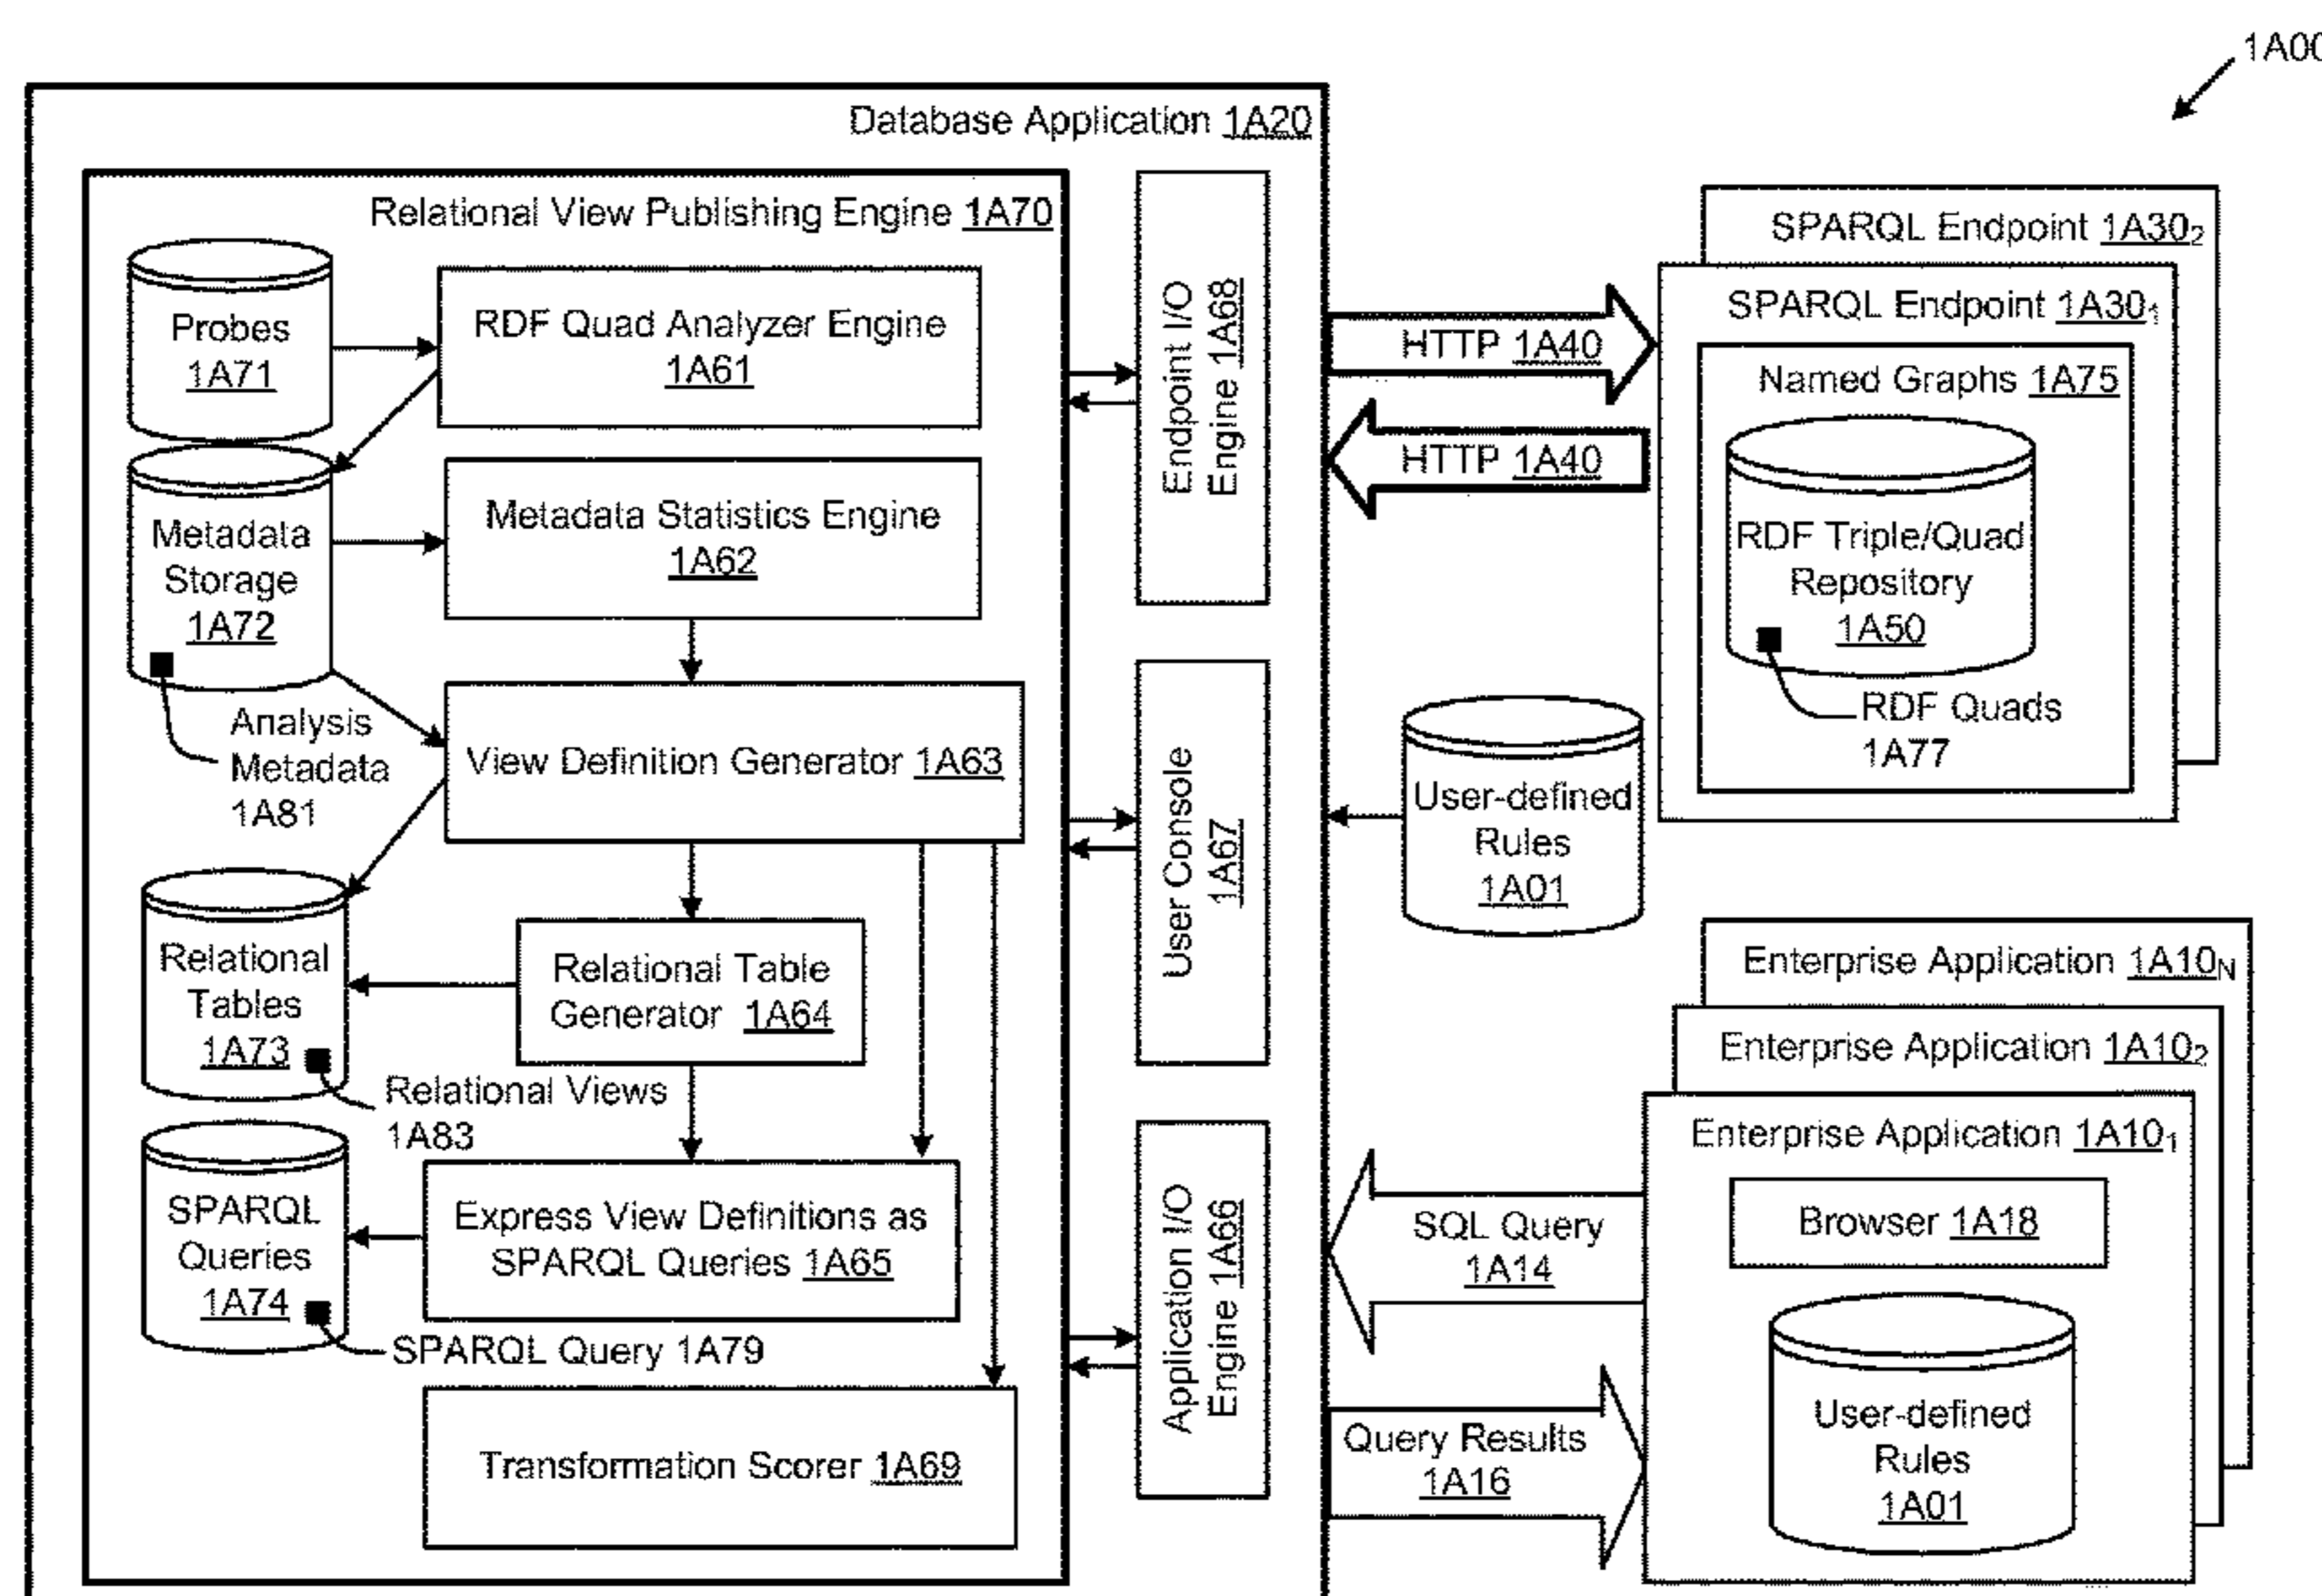 1A00
Database Application 1A20
Relational View Publishing Engine 1A70
Probes
1A71
RDF Quad Analyzer Engine
1A61
Metadata
Storage
1A72
Metadata Statistics Engine
1A62
Analysis
Metadata
1A81
View Definition Generator 1A63
Relational
Tables
1A73
Relational Table
Generator 1A64
Relational Views
1A83
SPARQL
Queries
1A74
Express View Definitions as
SPARQL Queries 1A65
SPARQL Query 1A79
Transformation Scorer 1A69
Endpoint I/O
Engine 1A68
User Console
1A67
Application I/O
Engine 1A66
HTTP 1A40
HTTP 1A40
SPARQL Endpoint 1A30₂
SPARQL Endpoint 1A30₁
Named Graphs 1A75
RDF Triple/Quad
Repository
1A50
RDF Quads
1A77
User-defined
Rules
1A01
Enterprise Application 1A10N
Enterprise Application 1A10₂
Enterprise Application 1A10₁
Browser 1A18
SQL Query
1A14
Query Results
1A16
User-defined
Rules
1A01